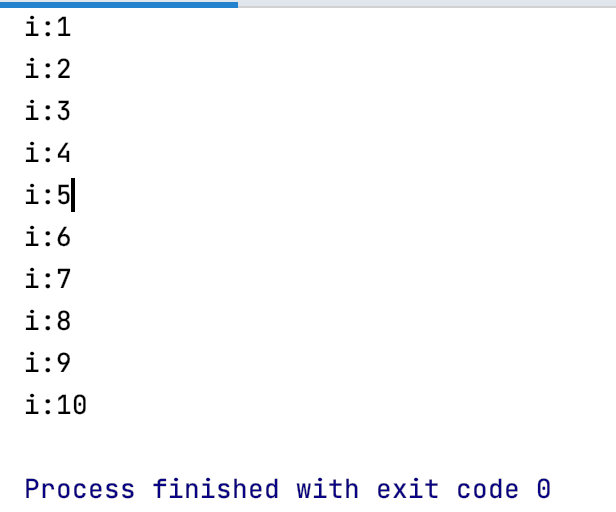 i:1
i:2
i:3
i:4
i:5
i:6
i:7
i:8
i:9
i:10
Process finished with exit code 0